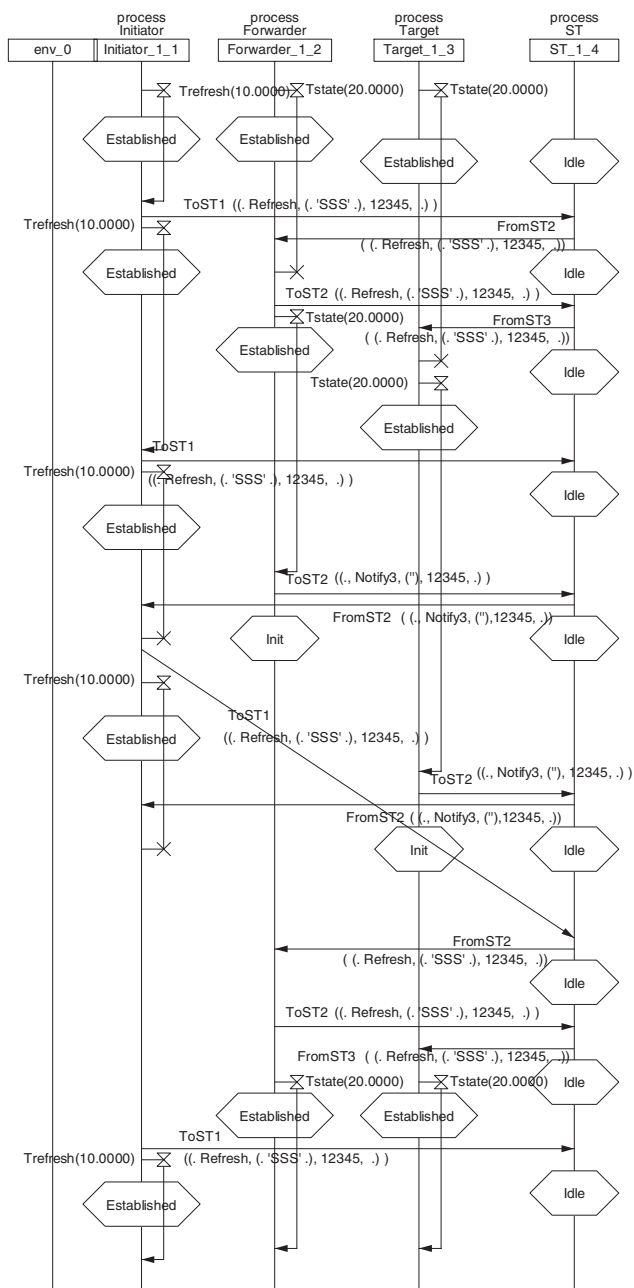 process
Initiator
process
Forwarder
process
Target
process
ST
env_0
Initiator_1_1
Forwarder_1_2
Target_1_3
ST_1_4
Trefresh(10.0000)
Tstate(20.0000)
Tstate(20.0000)
Established
Established
Established
Idle
ToST1 ((. Refresh, (. 'SSS' .), 12345, .) )
Trefresh(10.0000)
FromST2
( (. Refresh, (. 'SSS' .), 12345, .))
Established
Idle
ToST2 ((. Refresh, (. 'SSS' .), 12345, .) )
Tstate(20.0000)
FromST3
( (. Refresh, (. 'SSS' .), 12345, .))
Established
Idle
Tstate(20.0000)
Established
ToST1
Trefresh(10.0000)
((. Refresh, (. 'SSS' .), 12345, .) )
Idle
Established
ToST2 ((., Notify3, (''), 12345, .) )
FromST2 ( (., Notify3, (''),12345, .))
Init
Idle
Trefresh(10.0000)
ToST1
((. Refresh, (. 'SSS' .), 12345, .) )
Established
ToST2 ((., Notify3, (''), 12345, .) )
FromST2 ( (., Notify3, (''),12345, .))
Init
Idle
FromST2
( (. Refresh, (. 'SSS' .), 12345, .))
Idle
ToST2 ((. Refresh, (. 'SSS' .), 12345, .) )
FromST3 ( (. Refresh, (. 'SSS' .), 12345, .))
Tstate(20.0000)
Tstate(20.0000)
Idle
Established
Established
ToST1
Trefresh(10.0000)
((. Refresh, (. 'SSS' .), 12345, .) )
Established
Idle